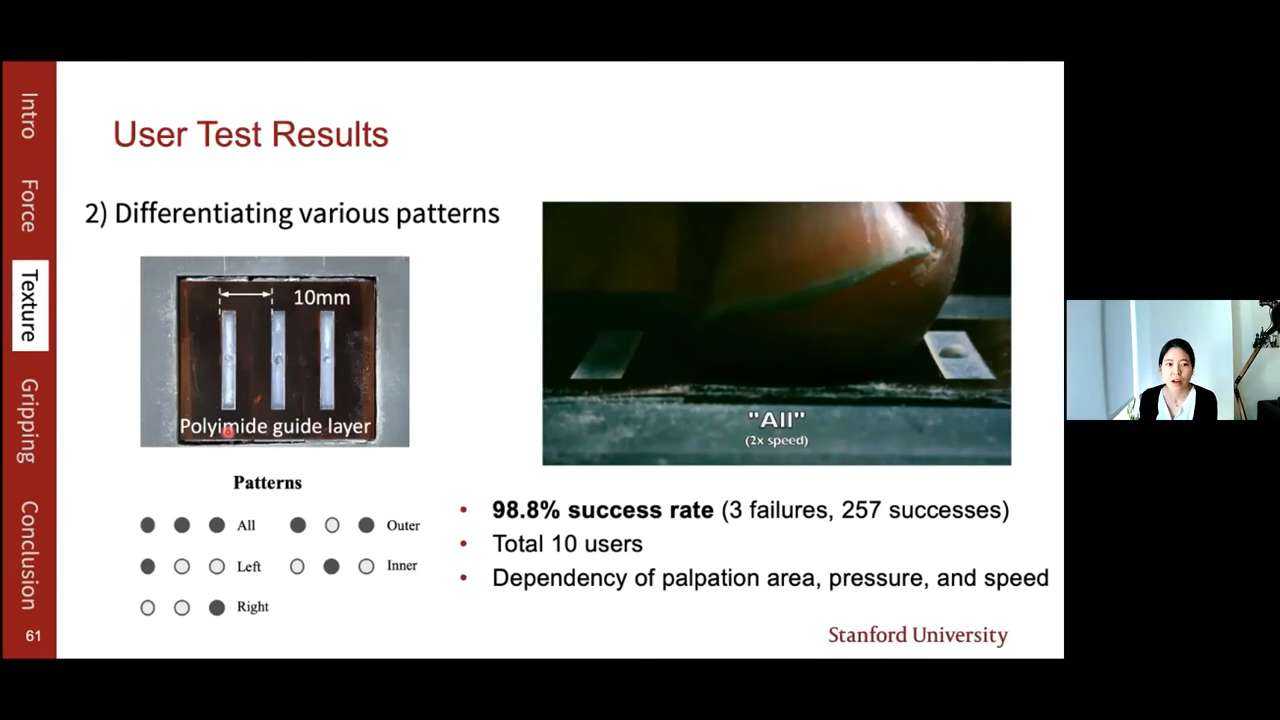 Intro
Force
Texture
Gripping
Conclusion
61
User Test Results
2) Differentiating various patterns
10mm
Polyimide guide layer
Patterns
All
Outer
Left
Inner
Right
"All"
(2x speed)
• 98.8% success rate (3 failures, 257 successes)
• Total 10 users
• Dependency of palpation area, pressure, and speed
Stanford University